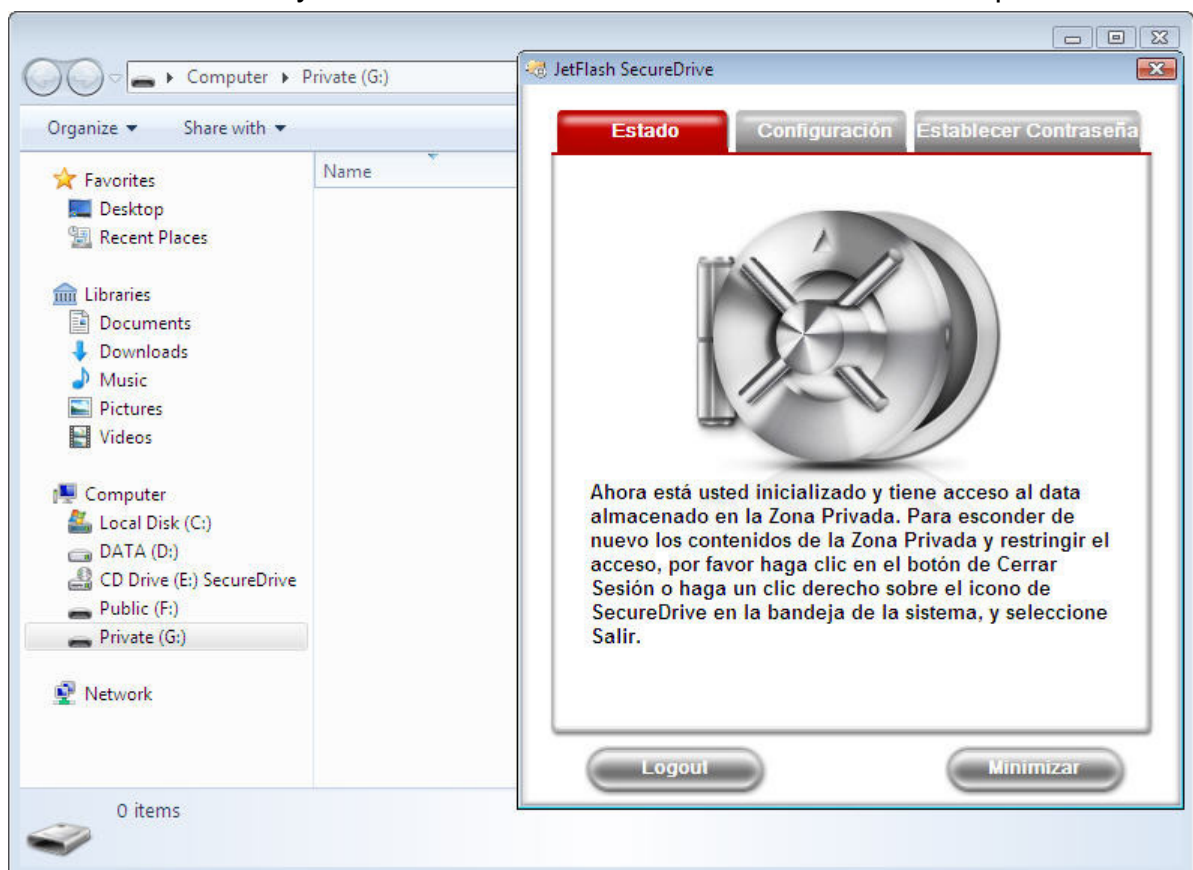 Computer Private (G:)
Organize Share with
Favorites
Desktop
Recent Places
Libraries
Documents
Downloads
Music
Pictures
Videos
Computer
Local Disk (C:)
DATA (D:)
CD Drive (E:) SecureDrive
Public (F:)
Private (G:)
Network
Name
0 items
JetFlash SecureDrive
Estado Configuración Establecer Contraseña
Ahora está usted inicializado y tiene acceso al data
almacenado en la Zona Privada. Para esconder de
nuevo los contenidos de la Zona Privada y restringir el
acceso, por favor haga clic en el botón de Cerrar
Sesión o haga un clic derecho sobre el icono de
SecureDrive en la bandeja de la sistema, y seleccione
Salir.
Logout Minimizar